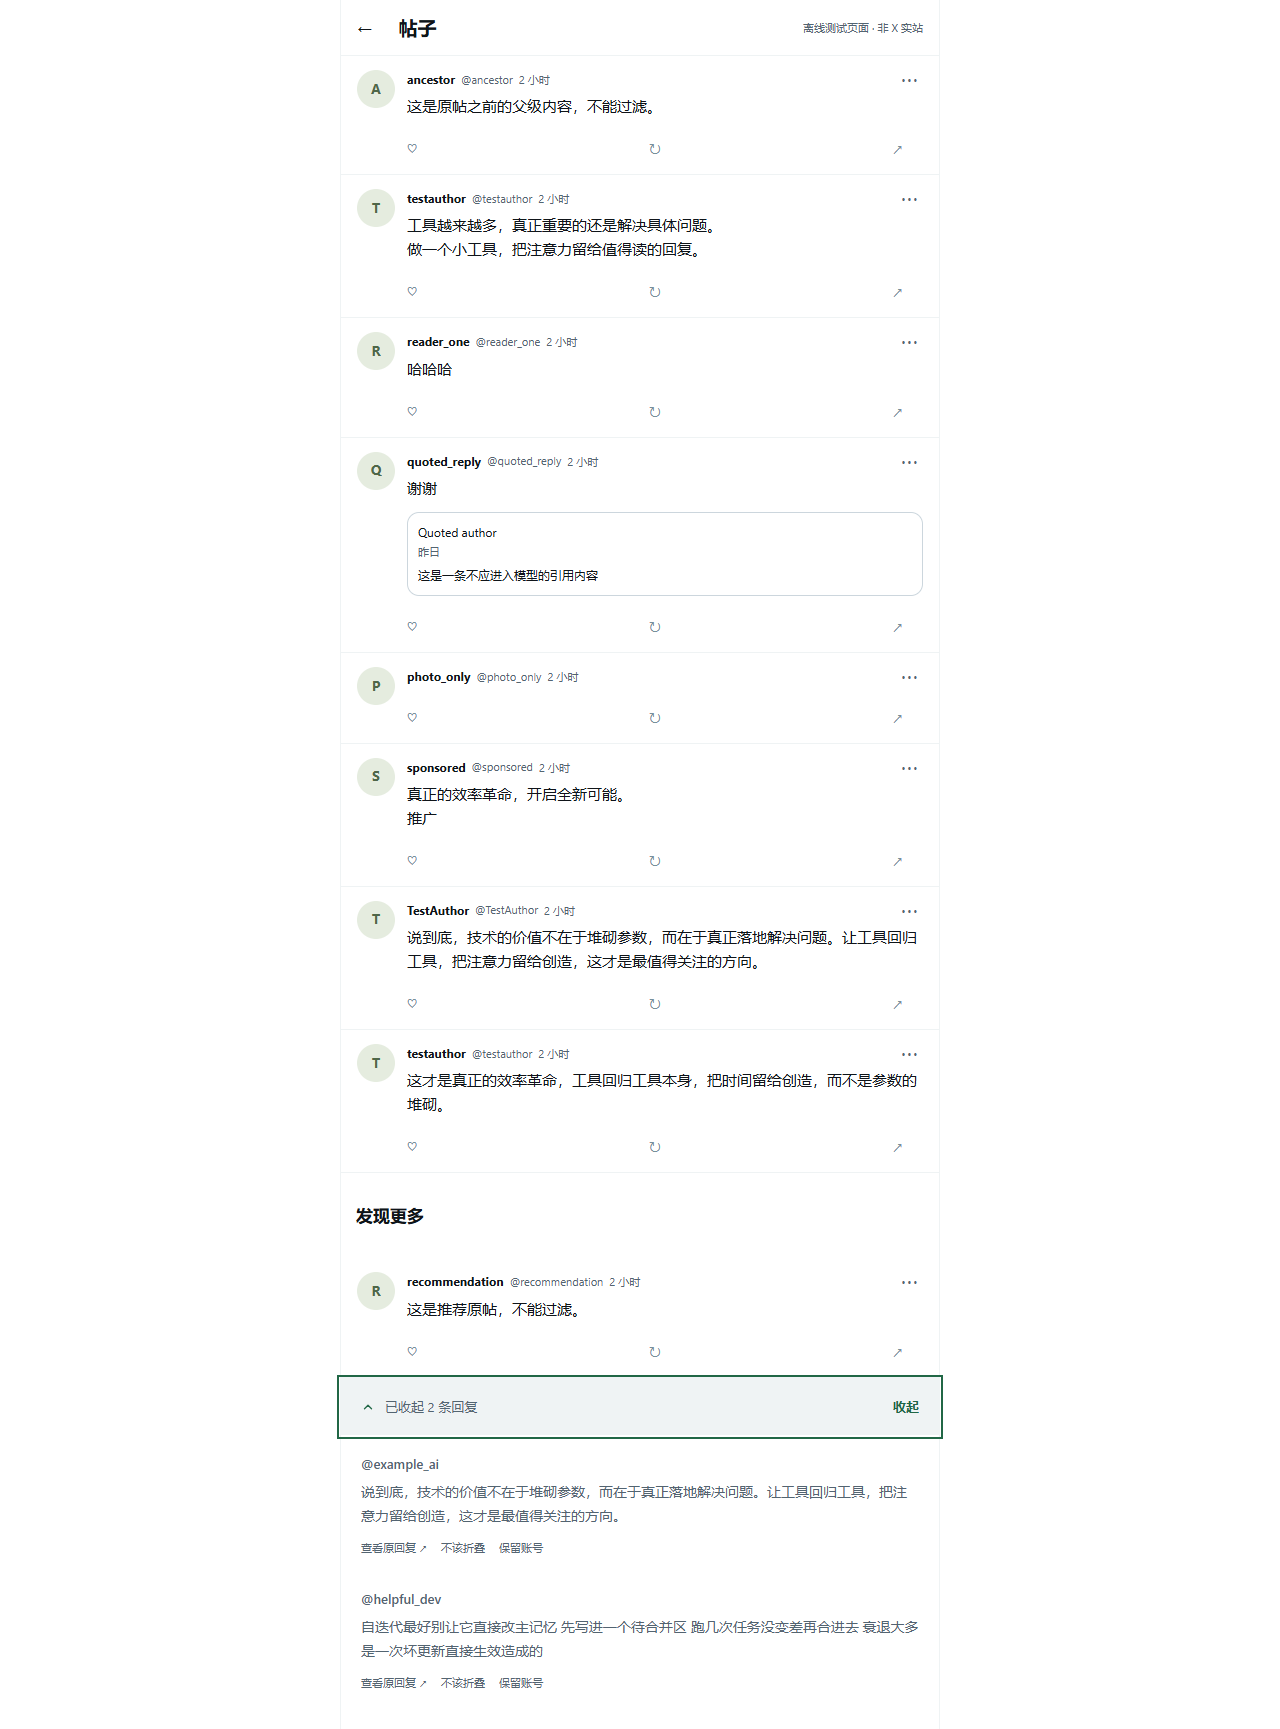 ← 帖子 离线测试页面 · 非 X 实站
A ancestor @ancestor 2 小时 ···
这是原帖之前的父级内容，不能过滤。
♡ ↻ ↗
T testauthor @testauthor 2 小时 ···
工具越来越多，真正重要的还是解决具体问题。
做一个小工具，把注意力留给值得读的回复。
♡ ↻ ↗
R reader_one @reader_one 2 小时 ···
哈哈哈
♡ ↻ ↗
Q quoted_reply @quoted_reply 2 小时 ···
谢谢
Quoted author
昨日
这是一条不应进入模型的引用内容
♡ ↻ ↗
P photo_only @photo_only 2 小时 ···
♡ ↻ ↗
S sponsored @sponsored 2 小时 ···
真正的效率革命，开启全新可能。
推广
♡ ↻ ↗
T TestAuthor @TestAuthor 2 小时 ···
说到底，技术的价值不在于堆砌参数，而在于真正落地解决问题。让工具回归
工具，把注意力留给创造，这才是最值得关注的方向。
♡ ↻ ↗
T testauthor @testauthor 2 小时 ···
这才是真正的效率革命，工具回归工具本身，把时间留给创造，而不是参数的
堆砌。
♡ ↻ ↗
发现更多
R recommendation @recommendation 2 小时 ···
这是推荐原帖，不能过滤。
♡ ↻ ↗
已收起 2 条回复 收起
@example_ai
说到底，技术的价值不在于堆砌参数，而在于真正落地解决问题。让工具回归工具，把注
意力留给创造，这才是最值得关注的方向。
查看原回复 ↗ 不该折叠 保留账号
@helpful_dev
自迭代最好别让它直接改主记忆 先写进一个待合并区 跑几次任务没变差再合进去 衰退大多
是一次坏更新直接生效造成的
查看原回复 ↗ 不该折叠 保留账号